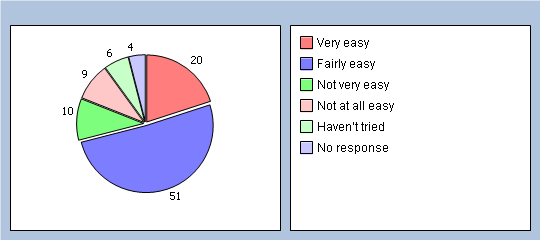 4
6
20
9
10
51
Very easy
Fairly easy
Not very easy
Not at all easy
Haven't tried
No response